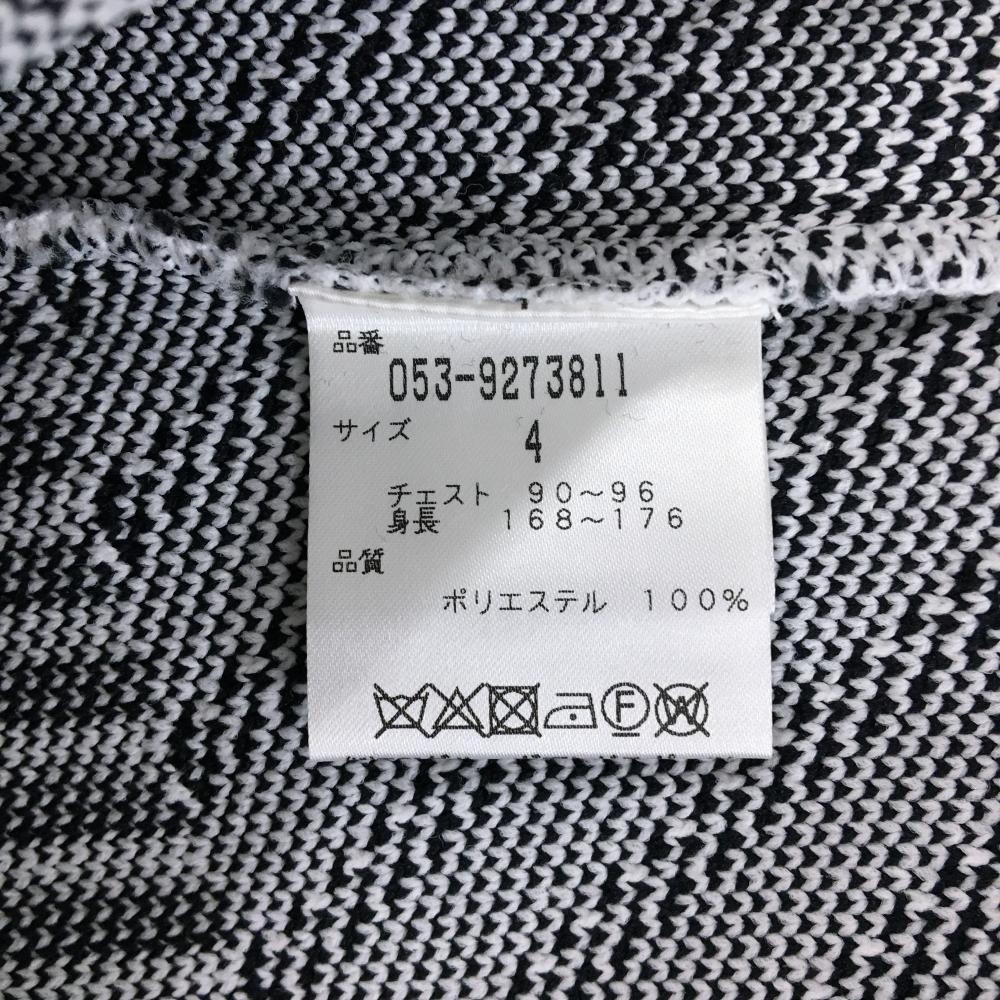 品番
053-9273811
サイズ 4
チェスト 90～96
身長 168～176
品質
ポリエステル 100%
F W